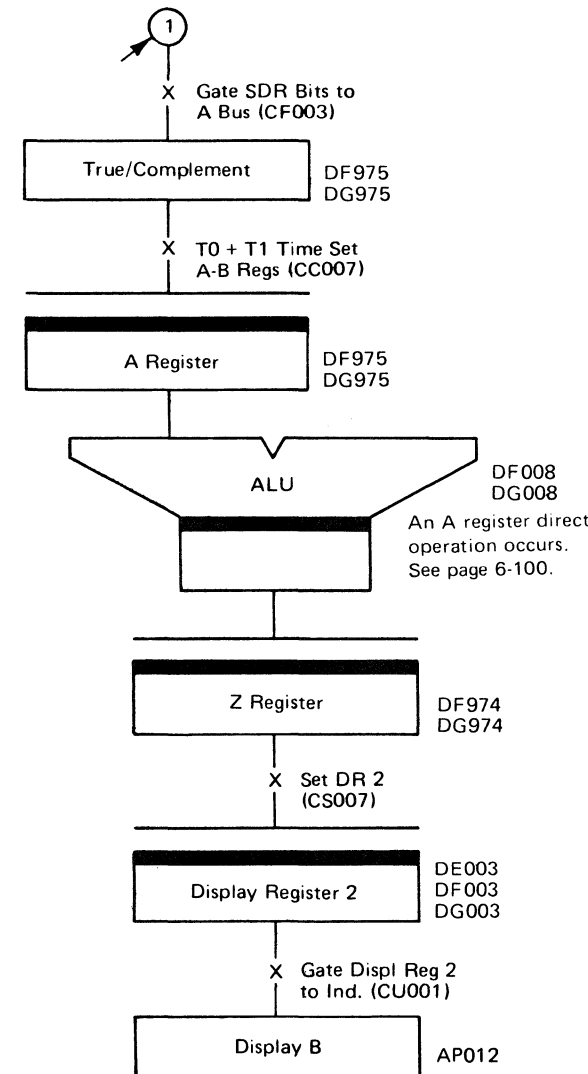 1
X Gate SDR Bits to
A Bus (CF003)
True/Complement
DF975
DG975
X T0 + T1 Time Set
A-B Regs (CC007)
A Register
DF975
DG975
ALU
DF008
DG008
An A register direct
operation occurs.
See page 6-100.
Z Register
DF974
DG974
X Set DR 2
(CS007)
Display Register 2
DE003
DF003
DG003
X Gate Displ Reg 2
to Ind. (CU001)
Display B
AP012